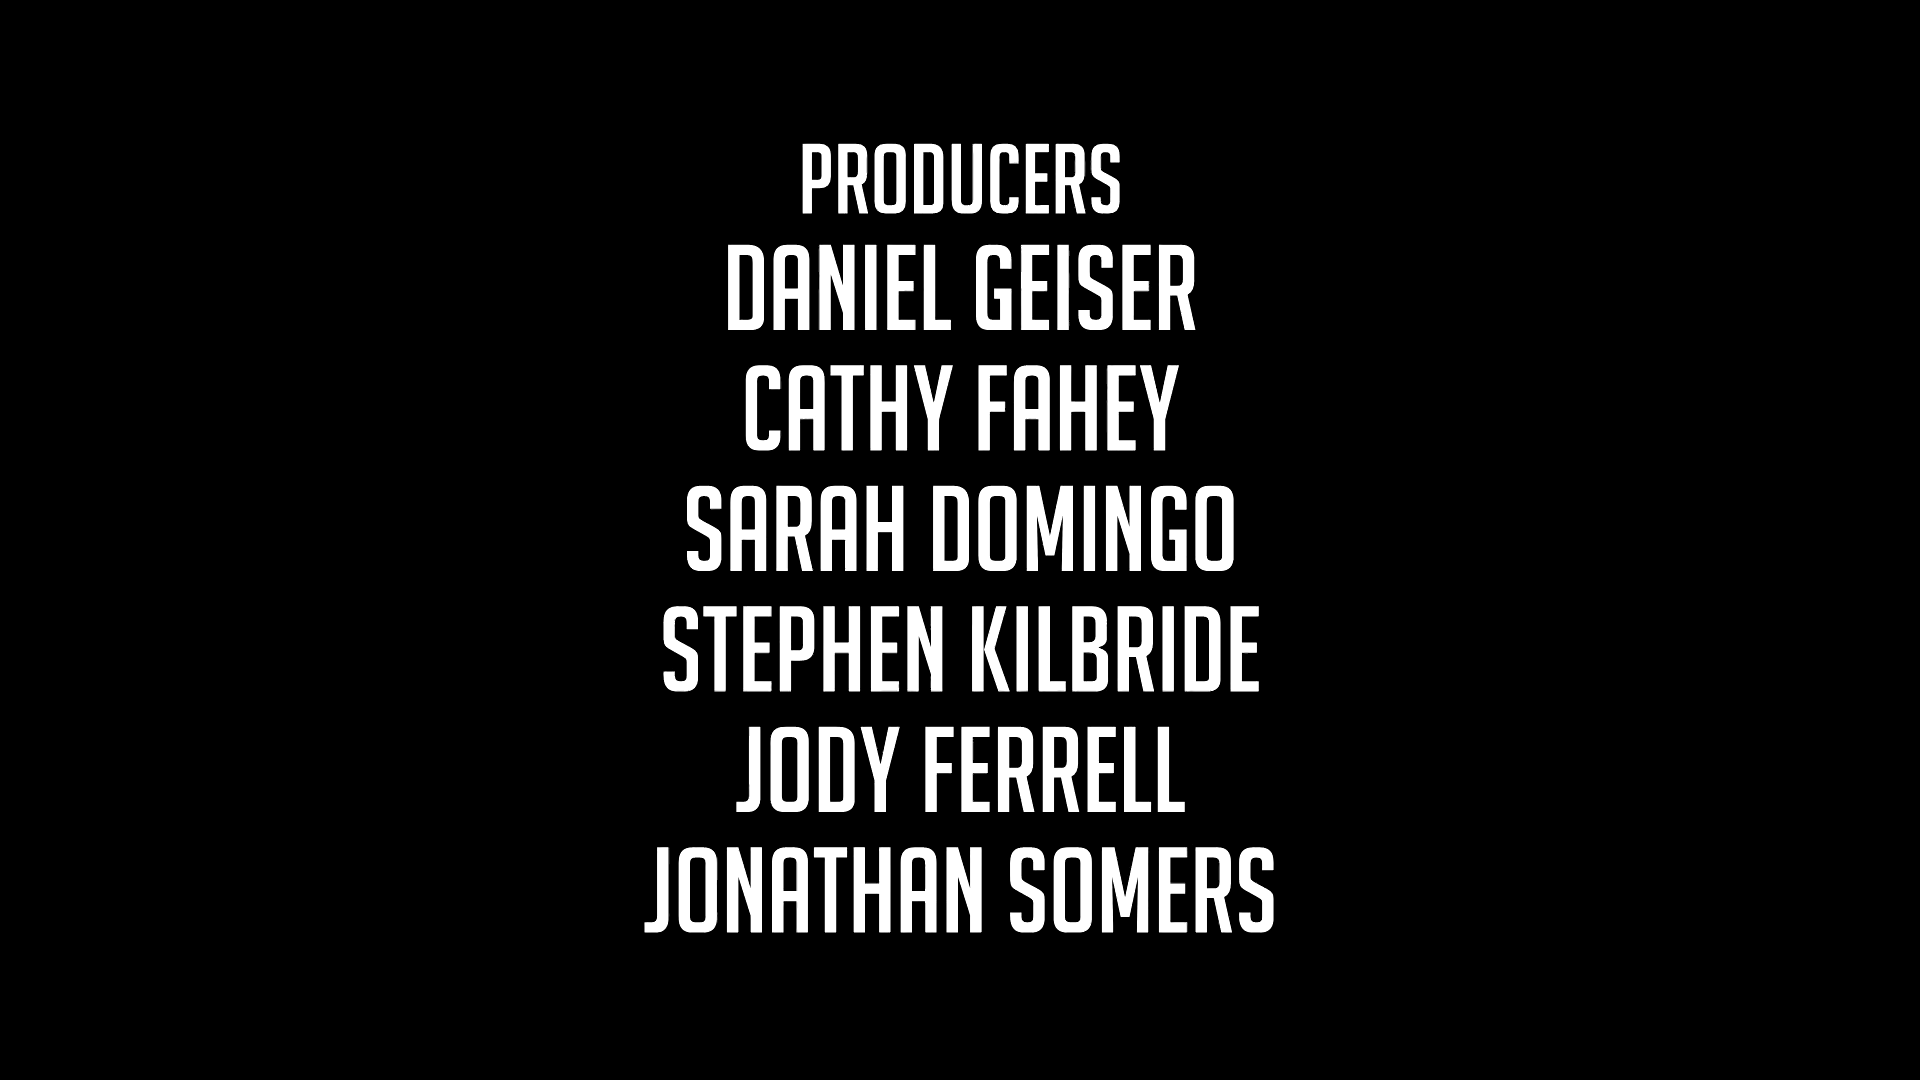 PRODUCERS
DANIEL GEISER
CATHY FAHEY
SARAH DOMINGO
STEPHEN KILBRIDE
JODY FERRELL
JONATHAN SOMERS